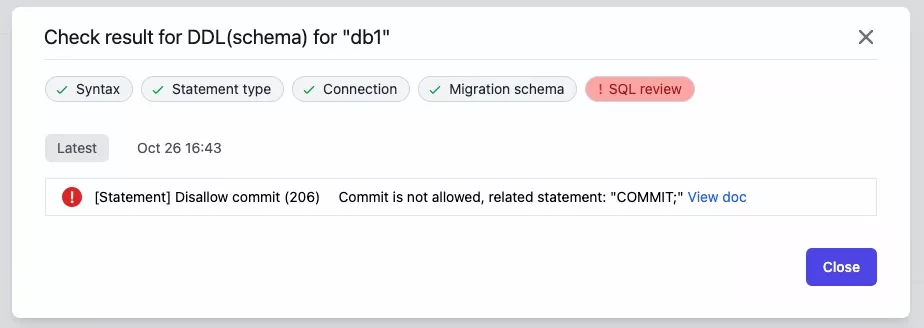 Check result for DDL(schema) for "db1"
Syntax Statement type Connection Migration schema ! SQL review
Latest Oct 26 16:43
! [Statement] Disallow commit (206) Commit is not allowed, related statement: "COMMIT;" View doc
Close